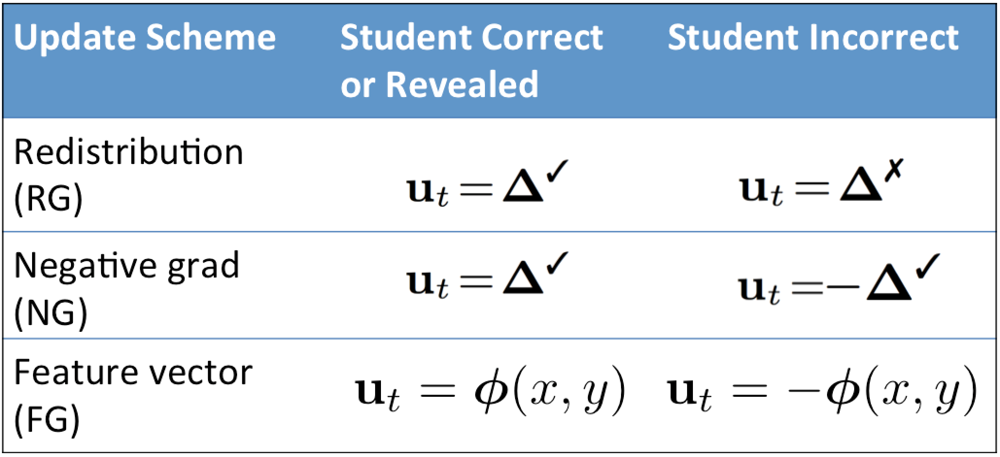 Update Scheme Student Correct Student Incorrect
or Revealed
Redistribution
(RG) u_t = Δ^✓ u_t = Δ^✗
Negative grad
(NG) u_t = Δ^✓ u_t =−Δ^✓
Feature vector
(FG) u_t = ϕ(x, y) u_t = −ϕ(x, y)